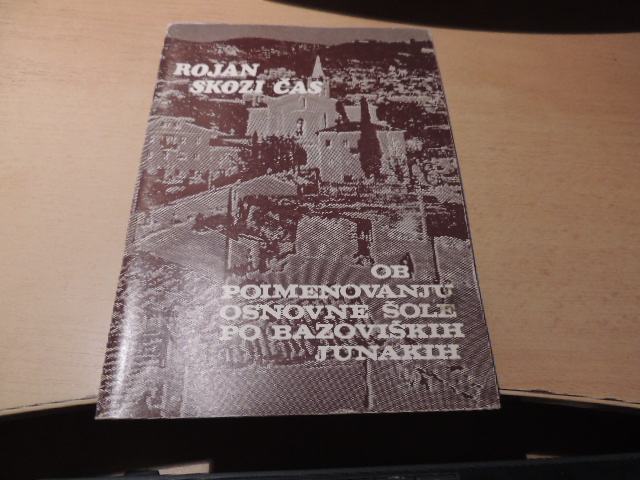 ROJAN
SKOZI ČAS
OB
POIMENOVANJU
OSNOVNE ŠOLE
PO BAZOVIŠKIH
JUNAKIH